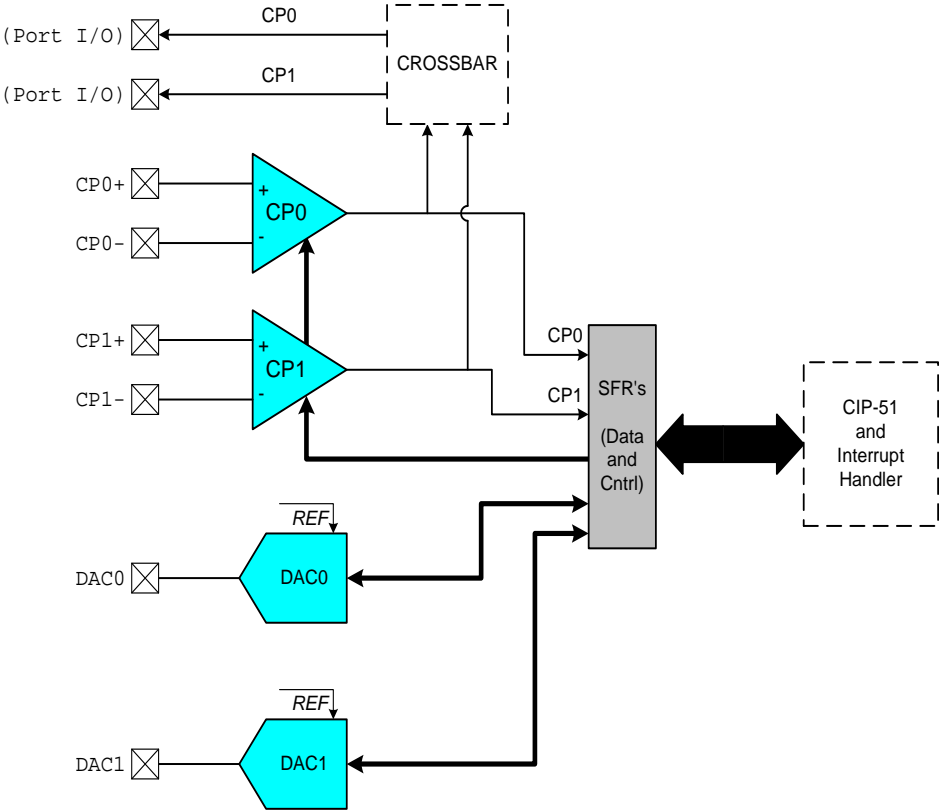 (Port I/O)
CP0
CROSSBAR
(Port I/O)
CP1
CP0+
+
CP0
CP0-
-
CP1+
+
CP1
CP1-
-
CP0
CP1
SFR's
(Data
and
Cntrl)
CIP-51
and
Interrupt
Handler
REF
DAC0
DAC0
REF
DAC1
DAC1